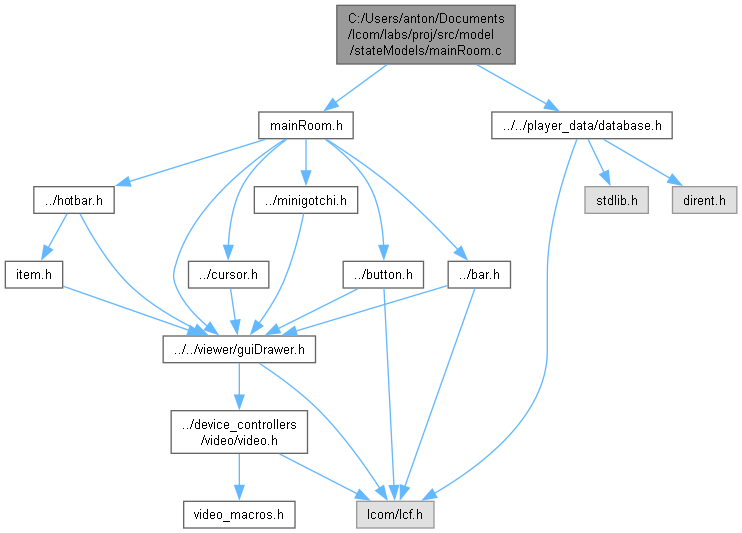 C:/Users/anton/Documents
/lcom/labs/proj/src/model
/stateModels/mainRoom.c
mainRoom.h
../../player_data/database.h
../hotbar.h
../minigotchi.h
stdlib.h
dirent.h
item.h
../cursor.h
../button.h
../bar.h
../../viewer/guiDrawer.h
../device_controllers
/video/video.h
video_macros.h
lcom/lcf.h